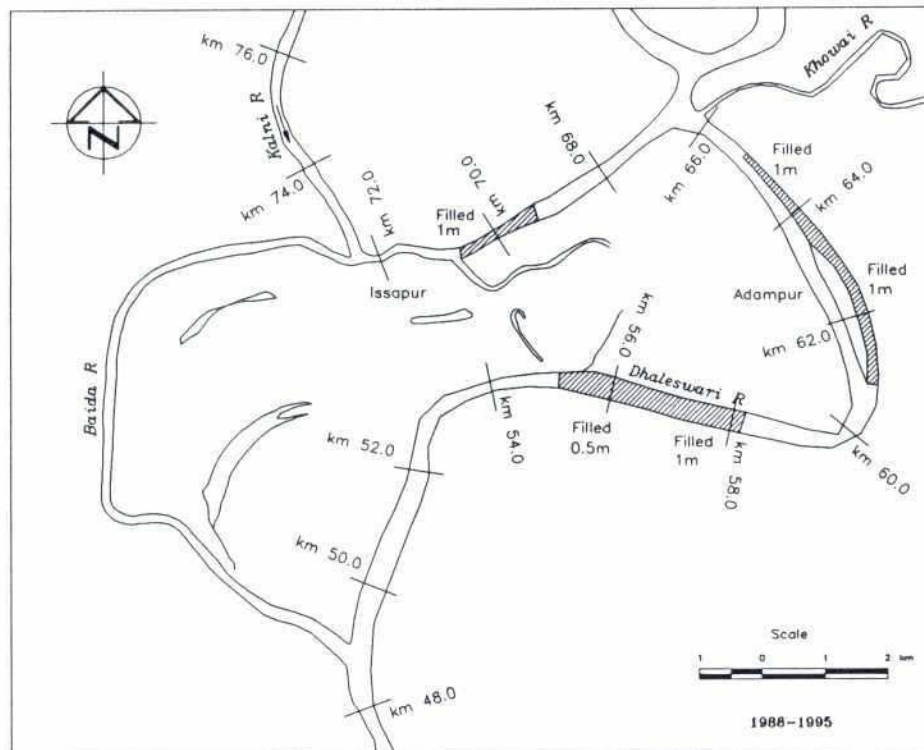 km 76.0
Kalni R
km 74.0
km 72.0
Filled
1m
km 70.0
km 68.0
Khowai R
km 66.0
Filled
1m
km 64.0
Filled
1m
Issapur
Adampur
km 62.0
Baida R
km 56.0
Dhaleswari R
km 54.0
Filled
0.5m
Filled
1m
km 58.0
km 60.0
km 52.0
km 50.0
km 48.0
N
Scale
1 0 1 2 km
1988-1995